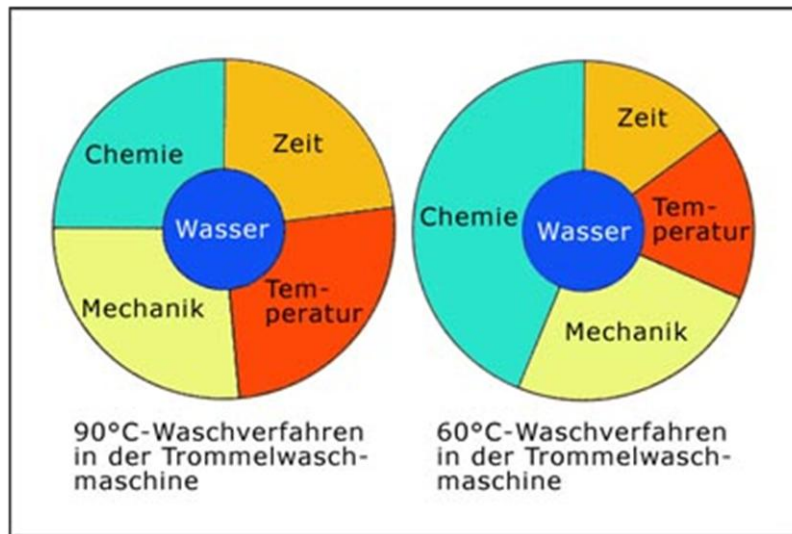 Chemie
Zeit
Wasser
Mechanik
Tem-
peratur
90°C-Waschverfahren
in der Trommelwasch-
maschine
Zeit
Chemie
Wasser
Tem-
peratur
Mechanik
60°C-Waschverfahren
in der Trommelwasch-
maschine